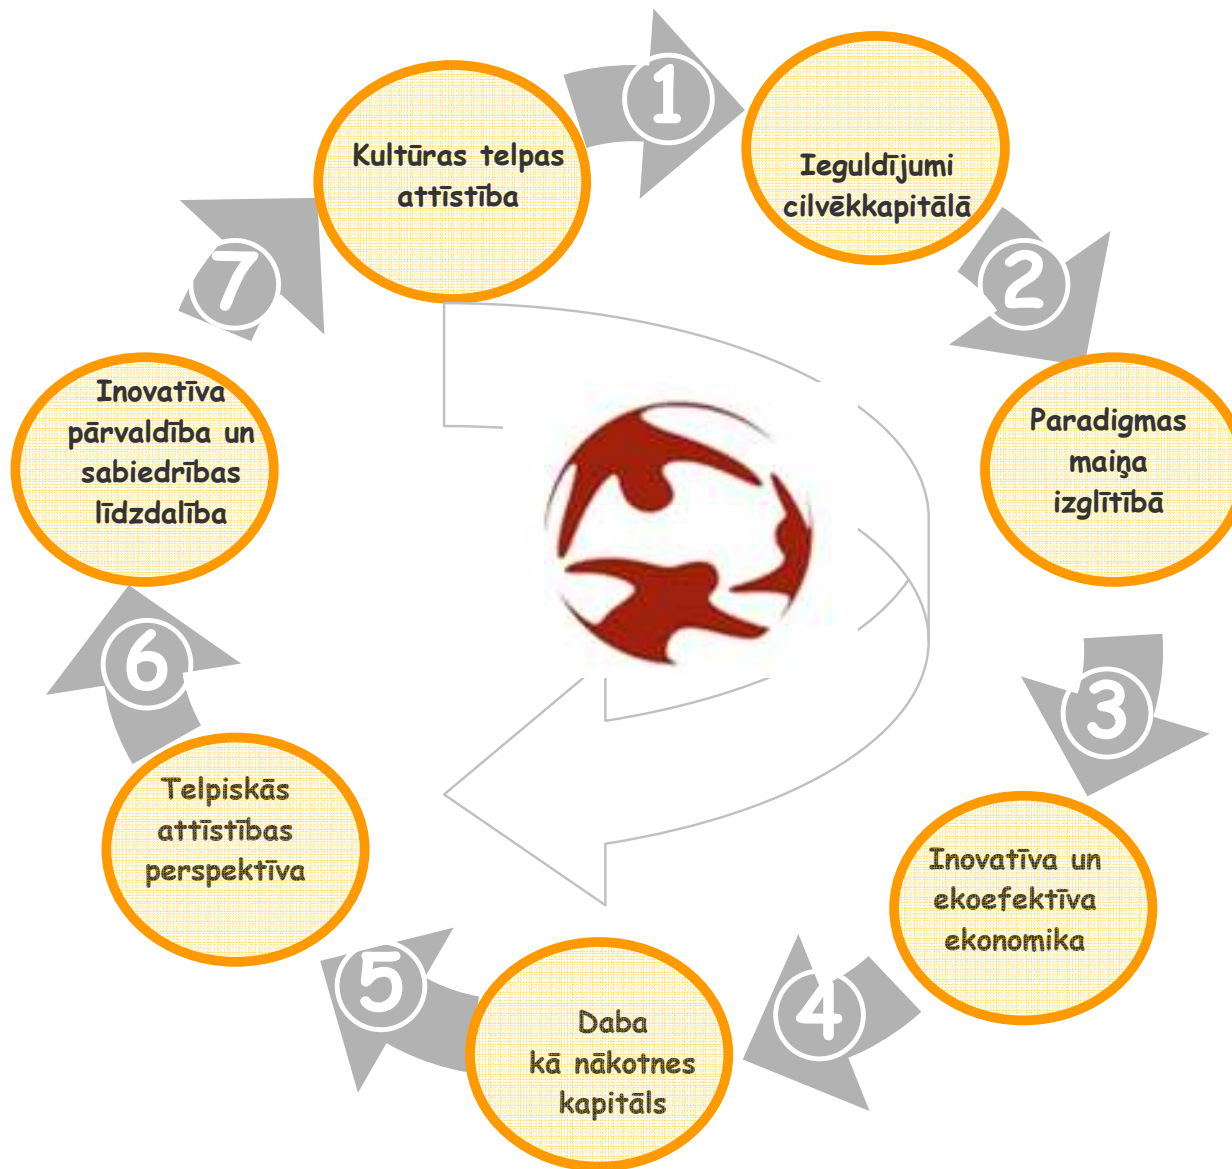 Kultūras telpas
attīstība
1
Ieguldījumi
cilvēkkapitālā
2
Paradigmas
maiņa
izglītībā
3
Inovatīva un
ekoefektīva
ekonomika
4
Daba
kā nākotnes
kapitāls
5
Telpiskās
attīstības
perspektīva
6
Inovatīva
pārvaldība un
sabiedrības
līdzdalība
7